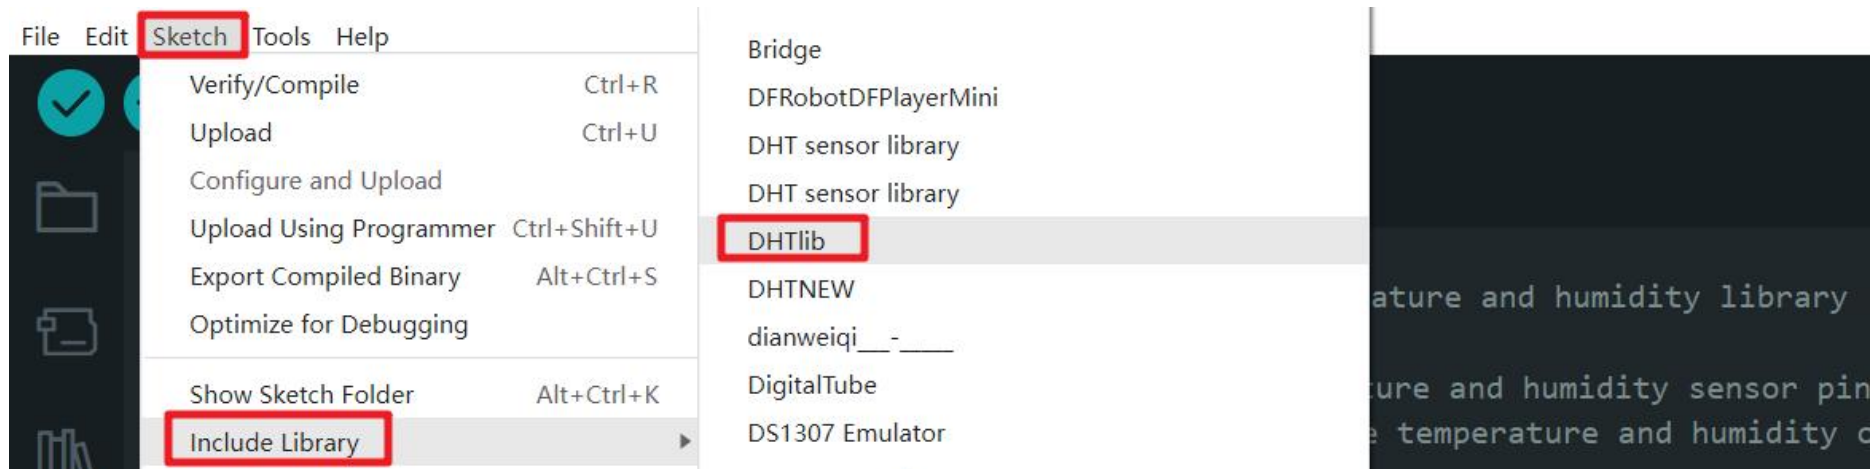 File Edit Sketch Tools Help
Verify/Compile Ctrl+R
Upload Ctrl+U
Configure and Upload
Upload Using Programmer Ctrl+Shift+U
Export Compiled Binary Alt+Ctrl+S
Optimize for Debugging
Show Sketch Folder Alt+Ctrl+K
Include Library
Bridge
DFRobotDFPlayerMini
DHT sensor library
DHT sensor library
DHTlib
DHTNEW
dianweiqi___-_____
DigitalTube
DS1307 Emulator
ature and humidity library
ture and humidity sensor pin
e temperature and humidity c